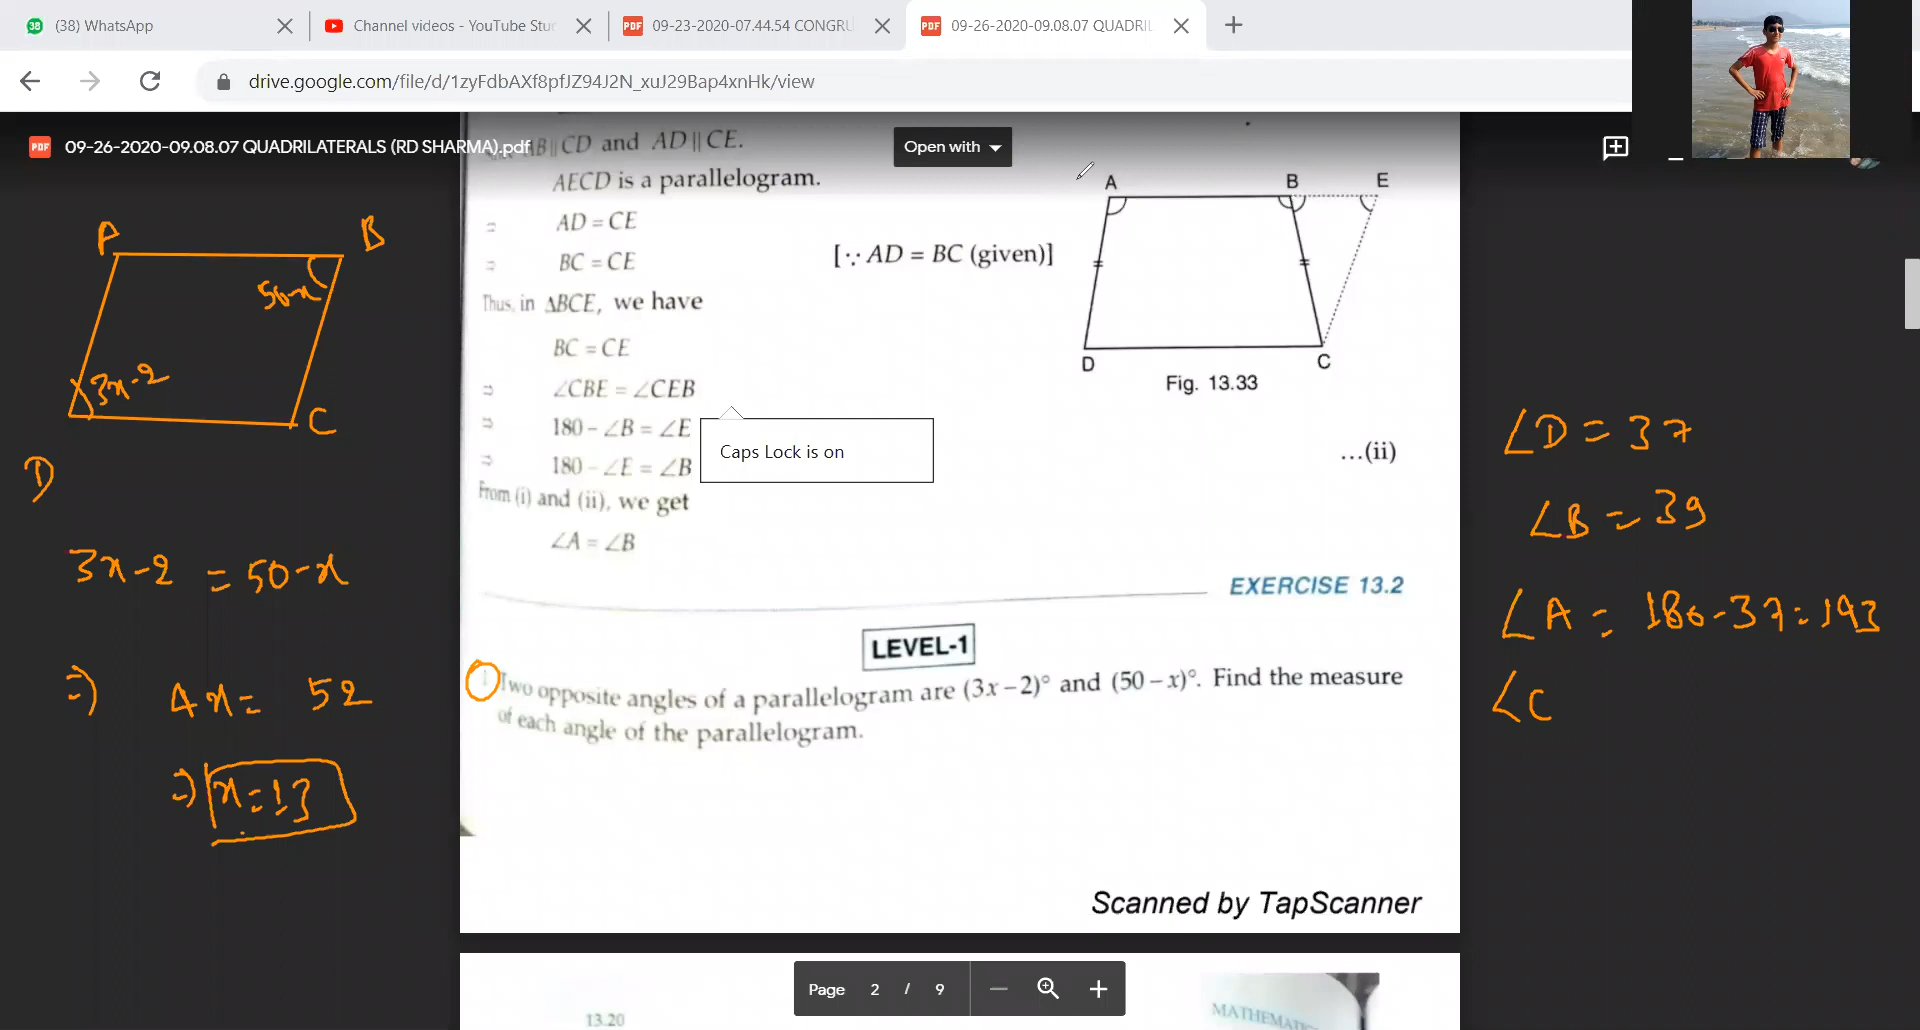 (38) WhatsApp
Channel videos - YouTube Stu
PDF 09-23-2020-07.44.54 CONGRU
PDF 09-26-2020-09.08.07 QUADRIL
drive.google.com/file/d/1zyFdbAXf8pfJZ94J2N_xuJ29Bap4xnHk/view
PDF 09-26-2020-09.08.07 QUADRILATERALS (RD SHARMA).pdf
Open with
AB || CD and AD || CE.
AECD is a parallelogram.
⇒ AD = CE
⇒ BC = CE [∵ AD = BC (given)]
Thus, in ΔBCE, we have
BC = CE
⇒ ∠CBE = ∠CEB
⇒ 180 – ∠B = ∠E
⇒ 180 – ∠E = ∠B ...(ii)
From (i) and (ii), we get
∠A = ∠B
Caps Lock is on
A B E
D C
Fig. 13.33
EXERCISE 13.2
LEVEL-1
1 Two opposite angles of a parallelogram are (3x – 2)° and (50 – x)°. Find the measure
of each angle of the parallelogram.
Scanned by TapScanner
A B
50-x
3x-2
C
D
3x-2 = 50-x
⇒ 4x = 52
⇒ x = 13
∠D = 37
∠B = 39
∠A = 180-37=143
∠C
Page 2 / 9
13.20